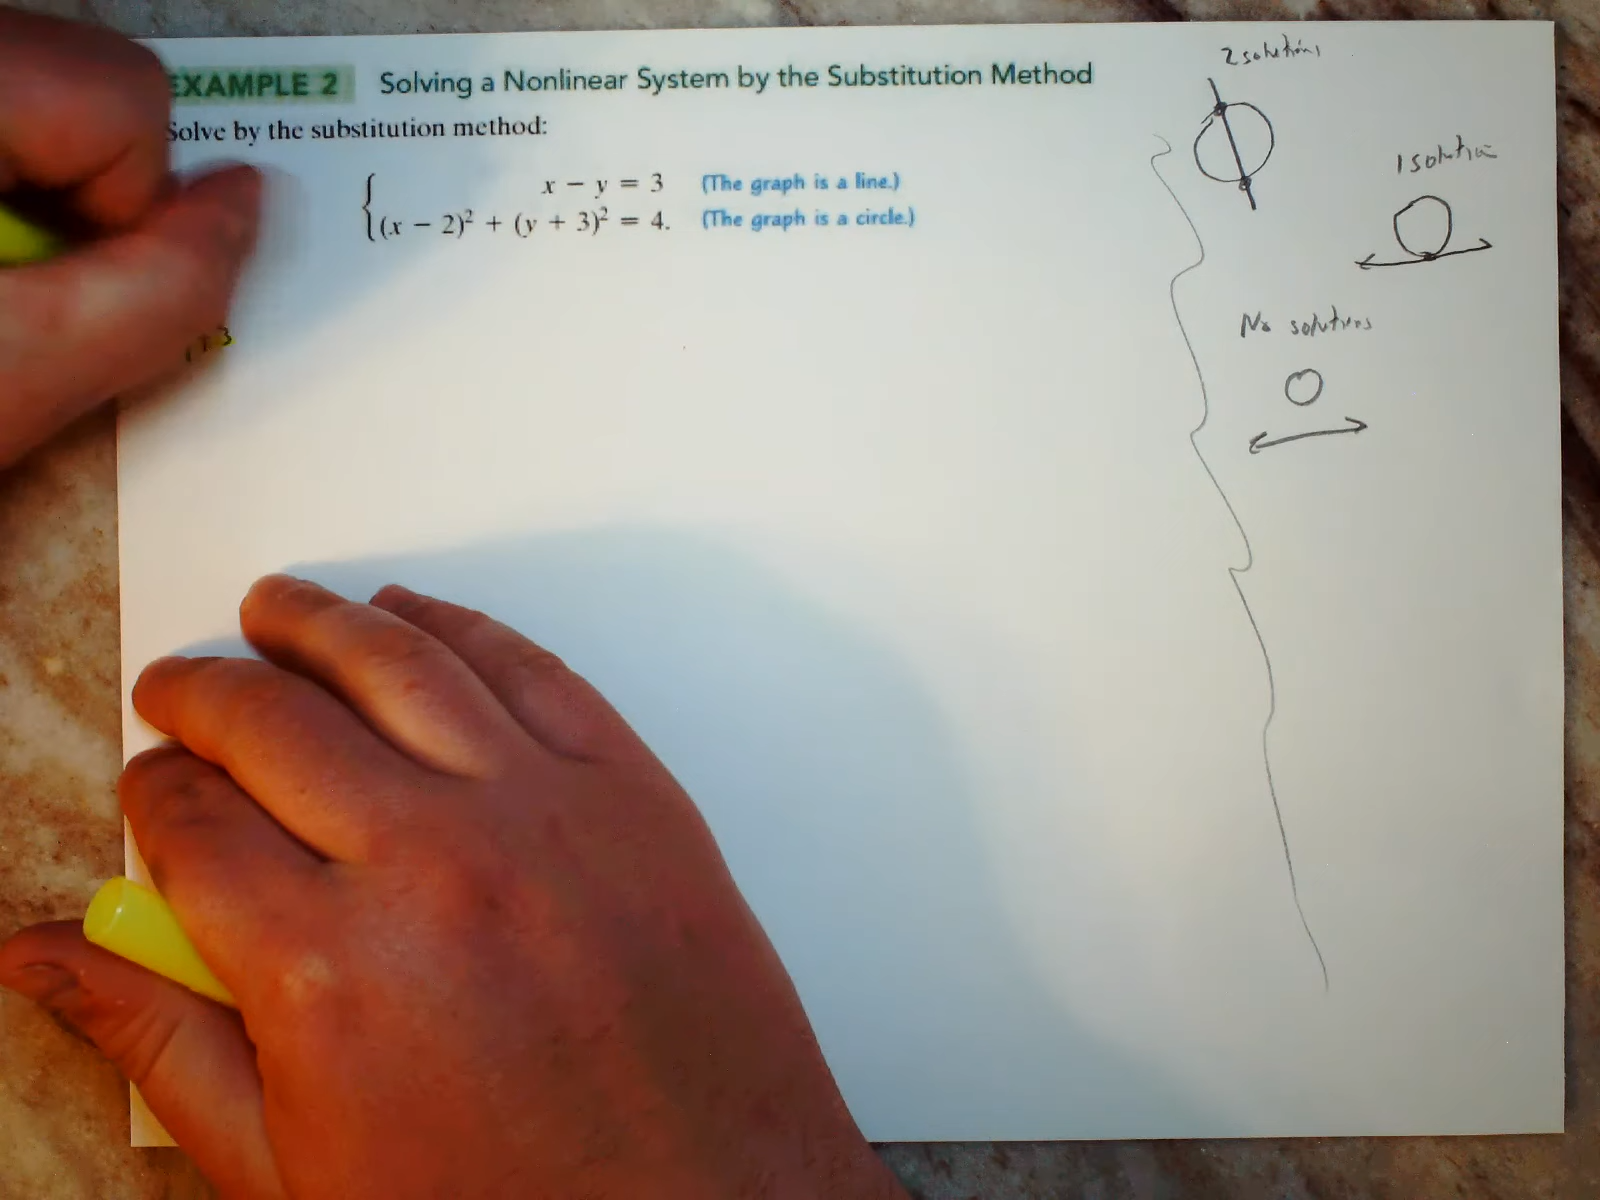 EXAMPLE 2 Solving a Nonlinear System by the Substitution Method
Solve by the substitution method:
x − y = 3 (The graph is a line.)
(x − 2)² + (y + 3)² = 4. (The graph is a circle.)
2 solutions
1 solution
No solutions